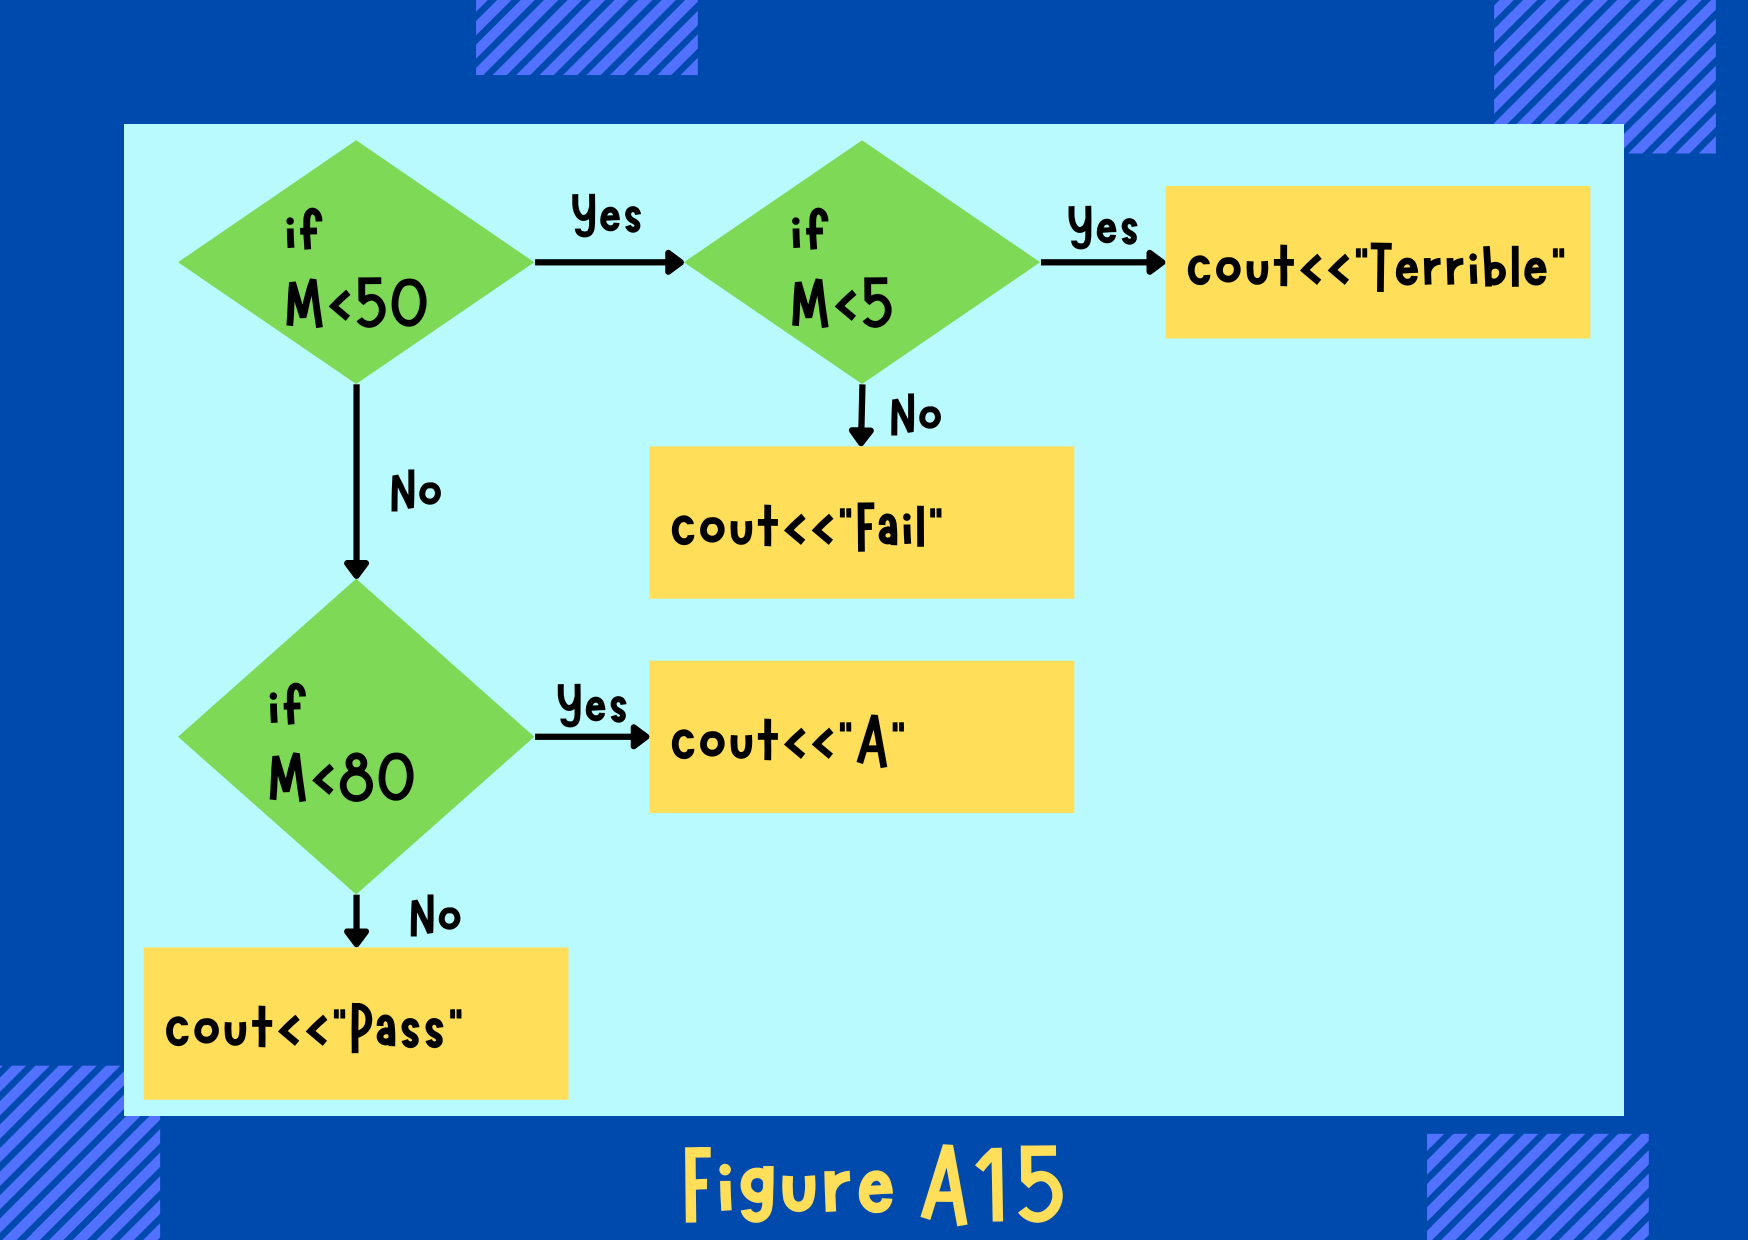 if
M<50
Yes
if
M<5
Yes
cout<<"Terrible"
No
cout<<"Fail"
No
if
M<80
Yes
cout<<"A"
No
cout<<"Pass"
Figure A15